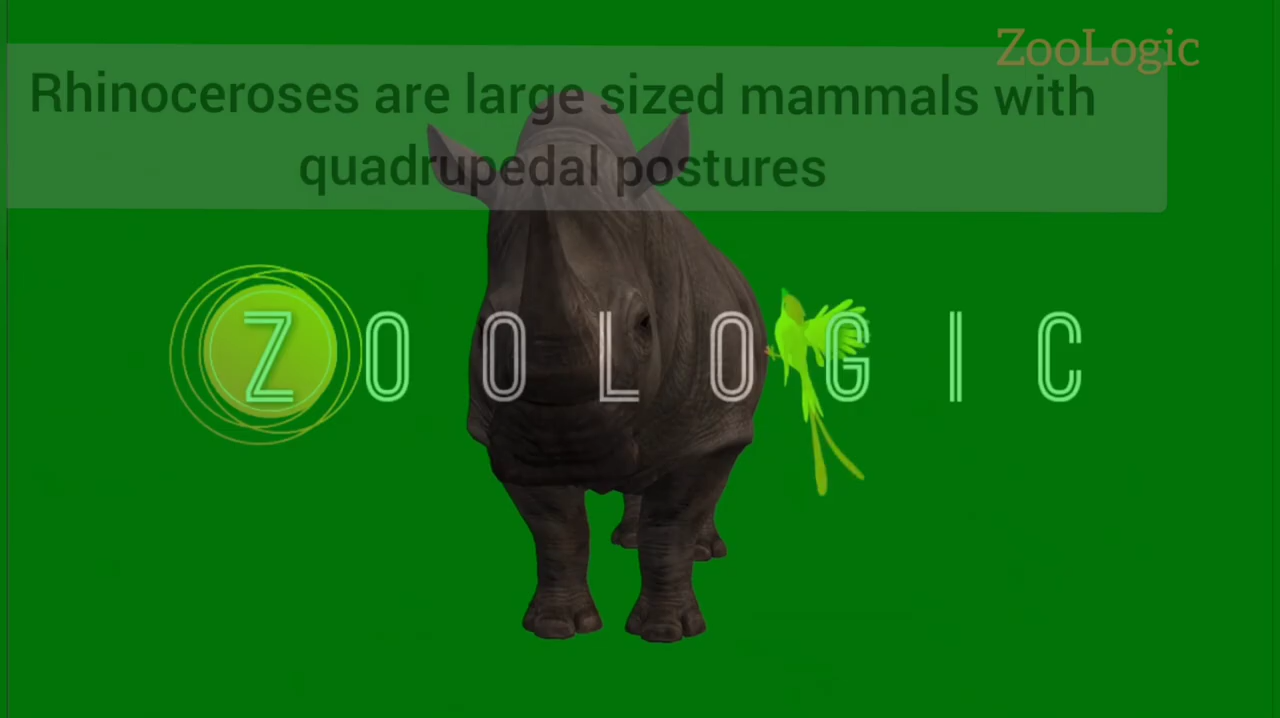 ZooLogic
Rhinoceroses are large sized mammals with
quadrupedal postures
ZOOLOGIC